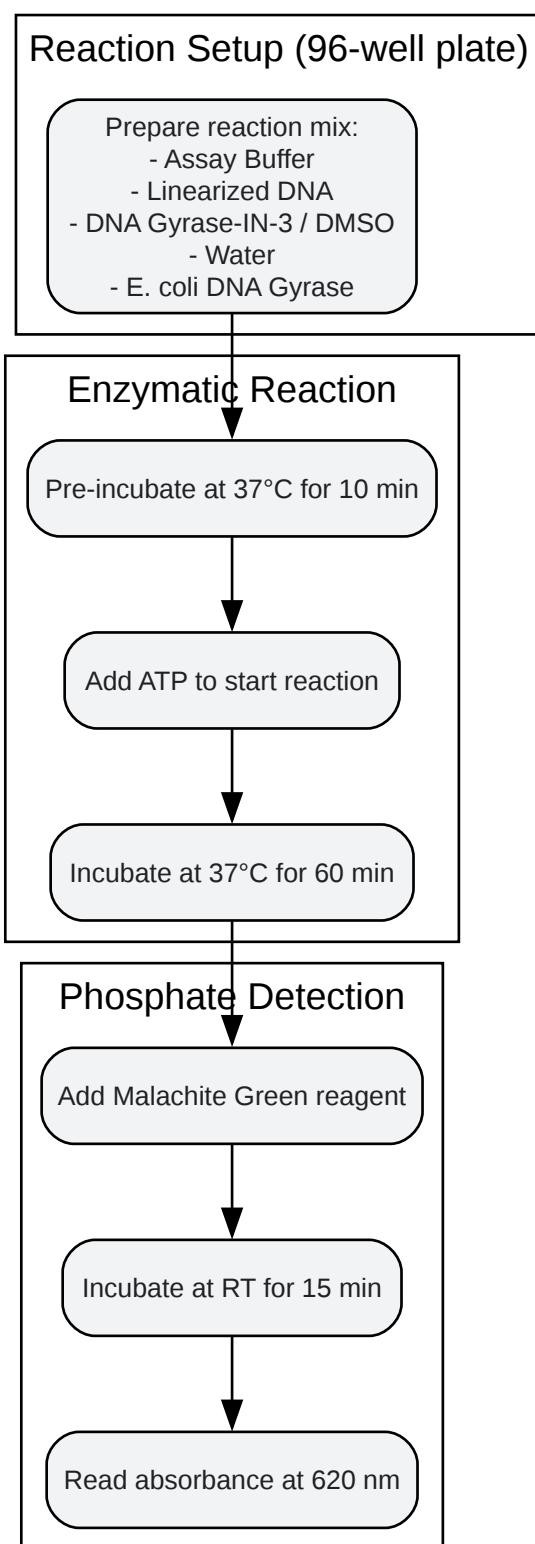 Reaction Setup (96-well plate)
Prepare reaction mix:
- Assay Buffer
- Linearized DNA
- DNA Gyrase-IN-3 / DMSO
- Water
- E. coli DNA Gyrase
Enzymatic Reaction
Pre-incubate at 37°C for 10 min
Add ATP to start reaction
Incubate at 37°C for 60 min
Phosphate Detection
Add Malachite Green reagent
Incubate at RT for 15 min
Read absorbance at 620 nm